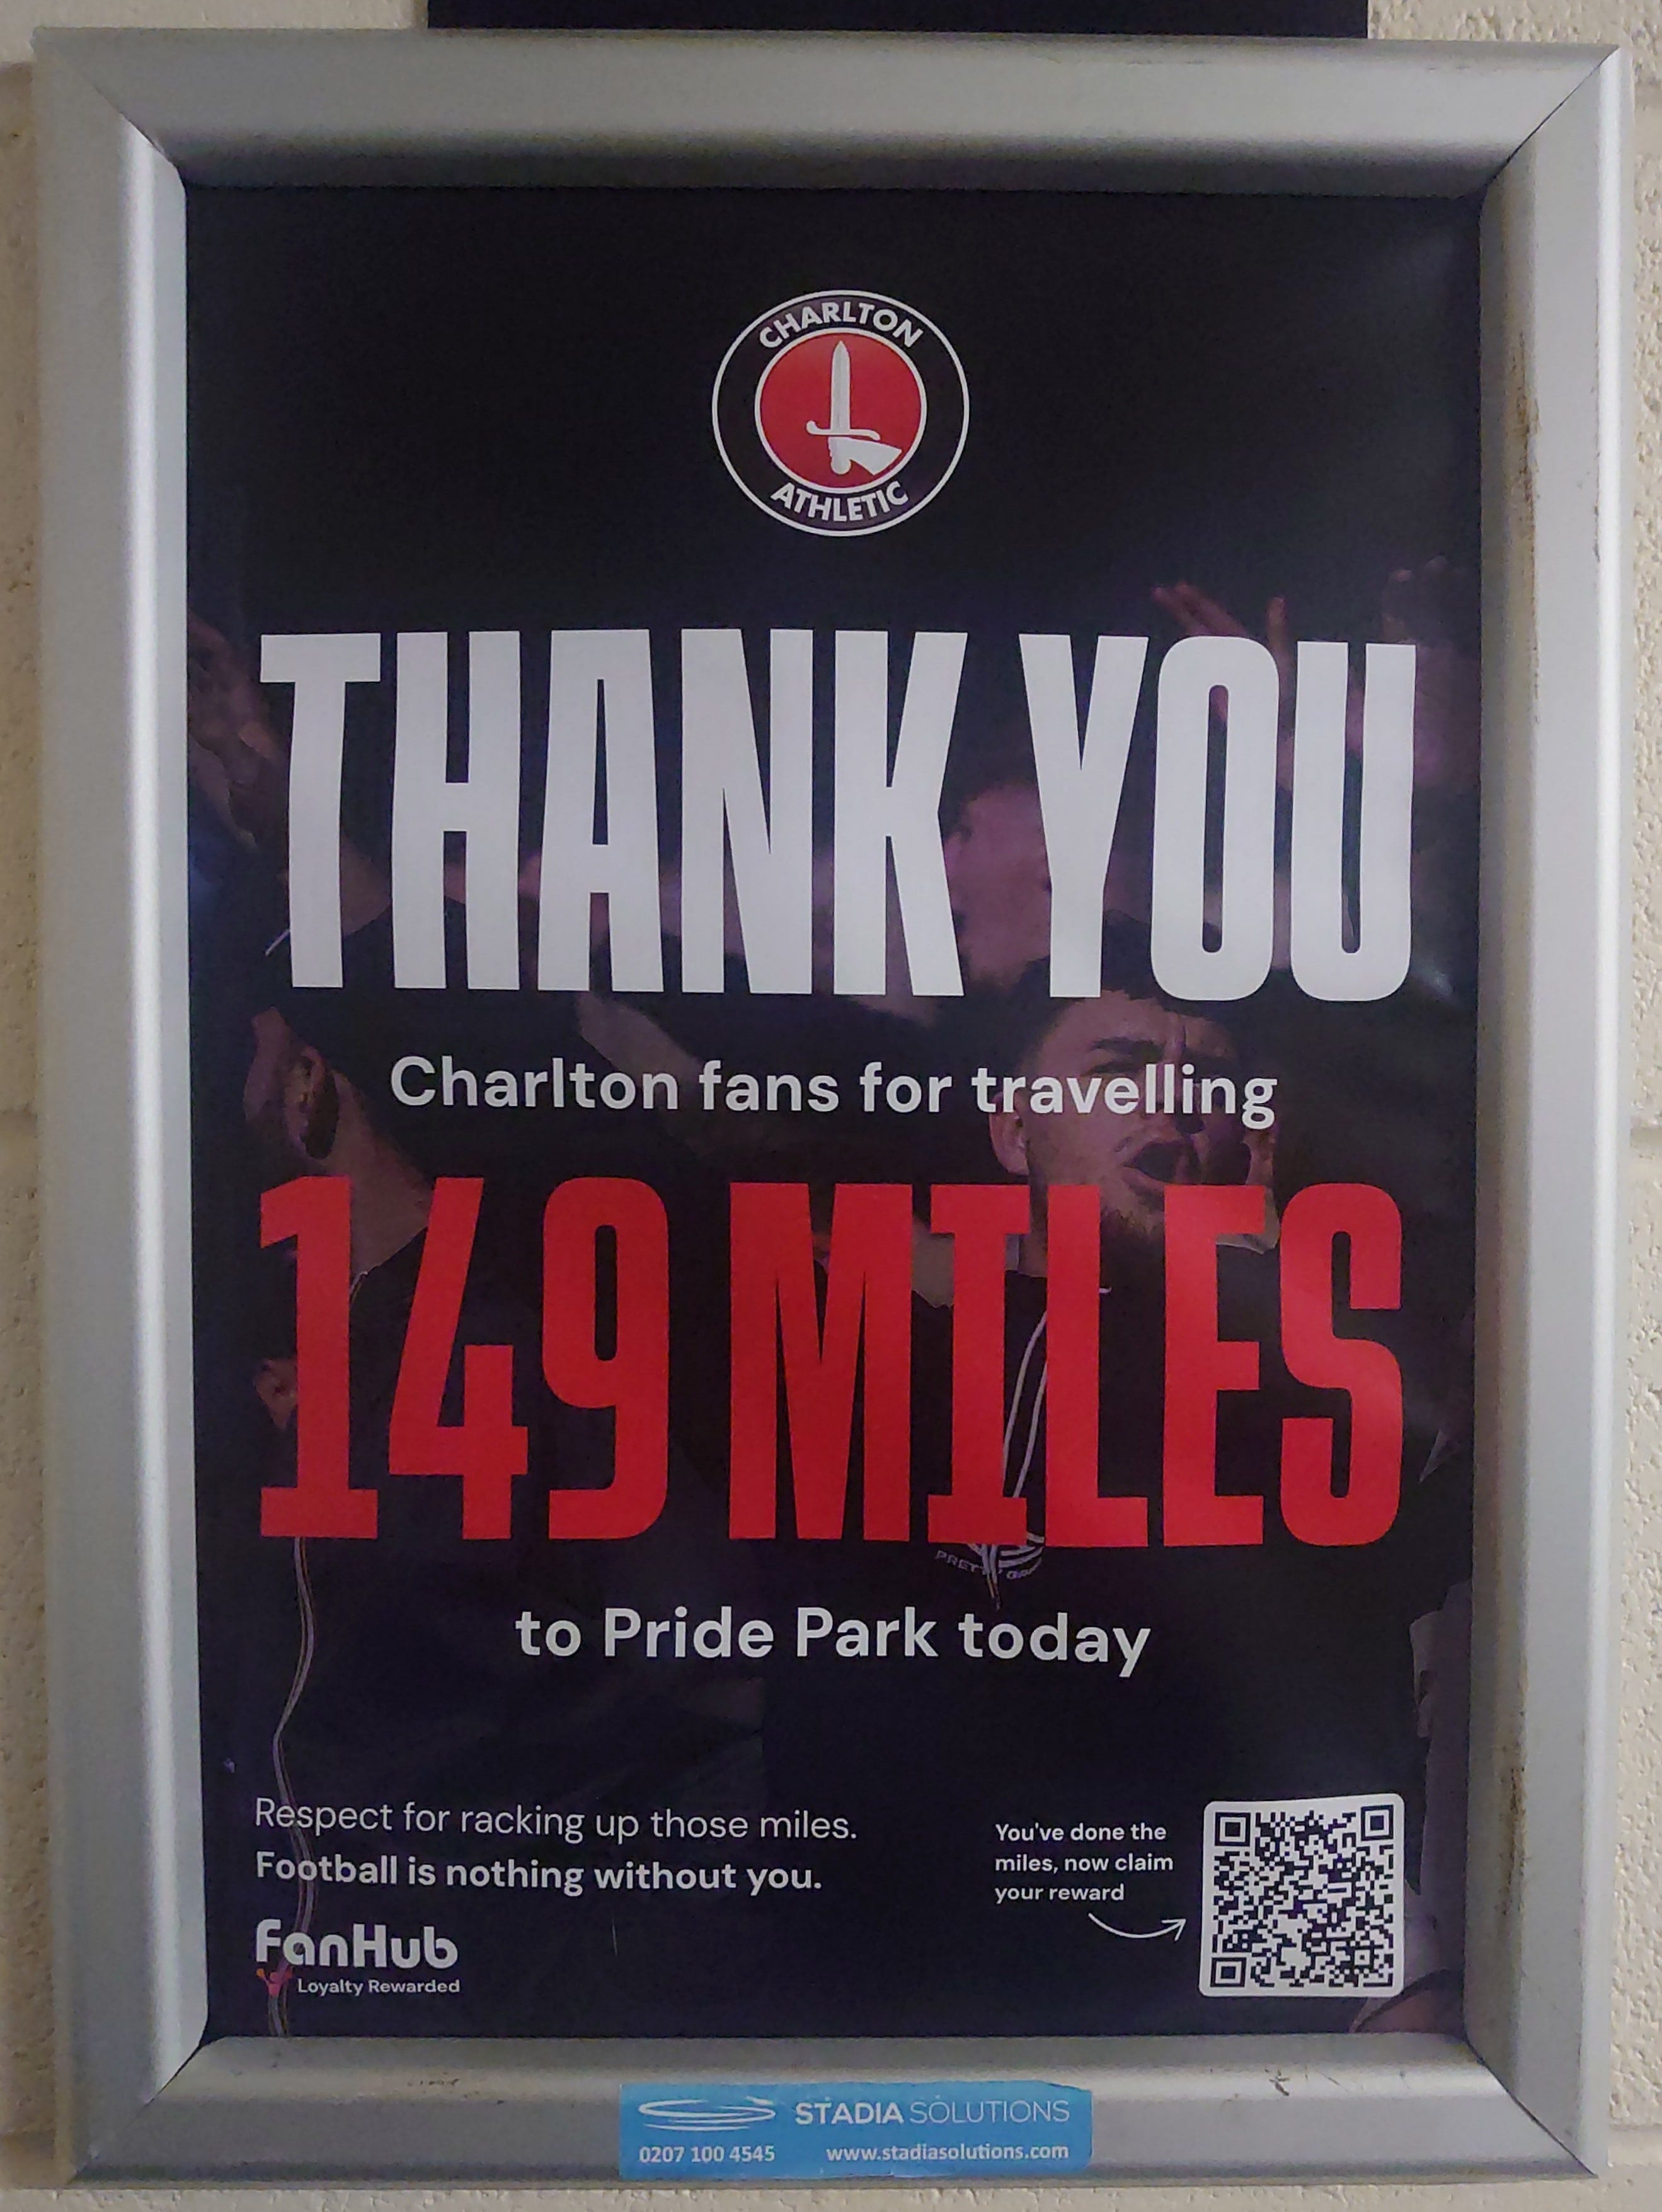 CHARLTON
ATHLETIC
THANK YOU
Charlton fans for travelling
149 MILES
to Pride Park today
Respect for racking up those miles.
Football is nothing without you.
FanHub
Loyalty Rewarded
You've done the
miles, now claim
your reward
STADIA SOLUTIONS
0207 100 4545 www.stadiasolutions.com